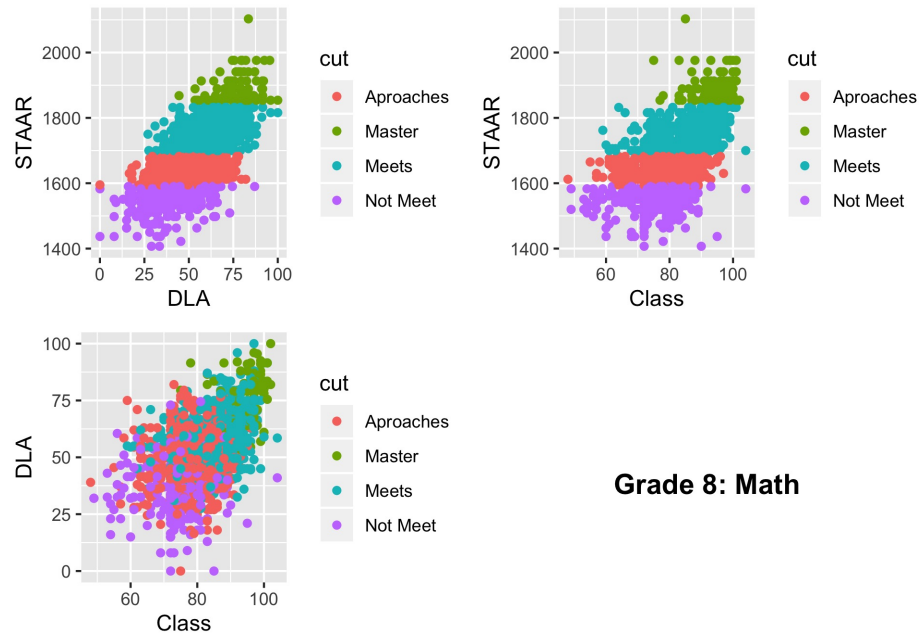 STAAR
2000
1800
1600
1400
0
25
50
75
100
DLA
cut
Aproaches
Master
Meets
Not Meet
STAAR
2000
1800
1600
1400
60
80
100
Class
cut
Aproaches
Master
Meets
Not Meet
DLA
100
75
50
25
0
60
80
100
Class
cut
Aproaches
Master
Meets
Not Meet
Grade 8: Math